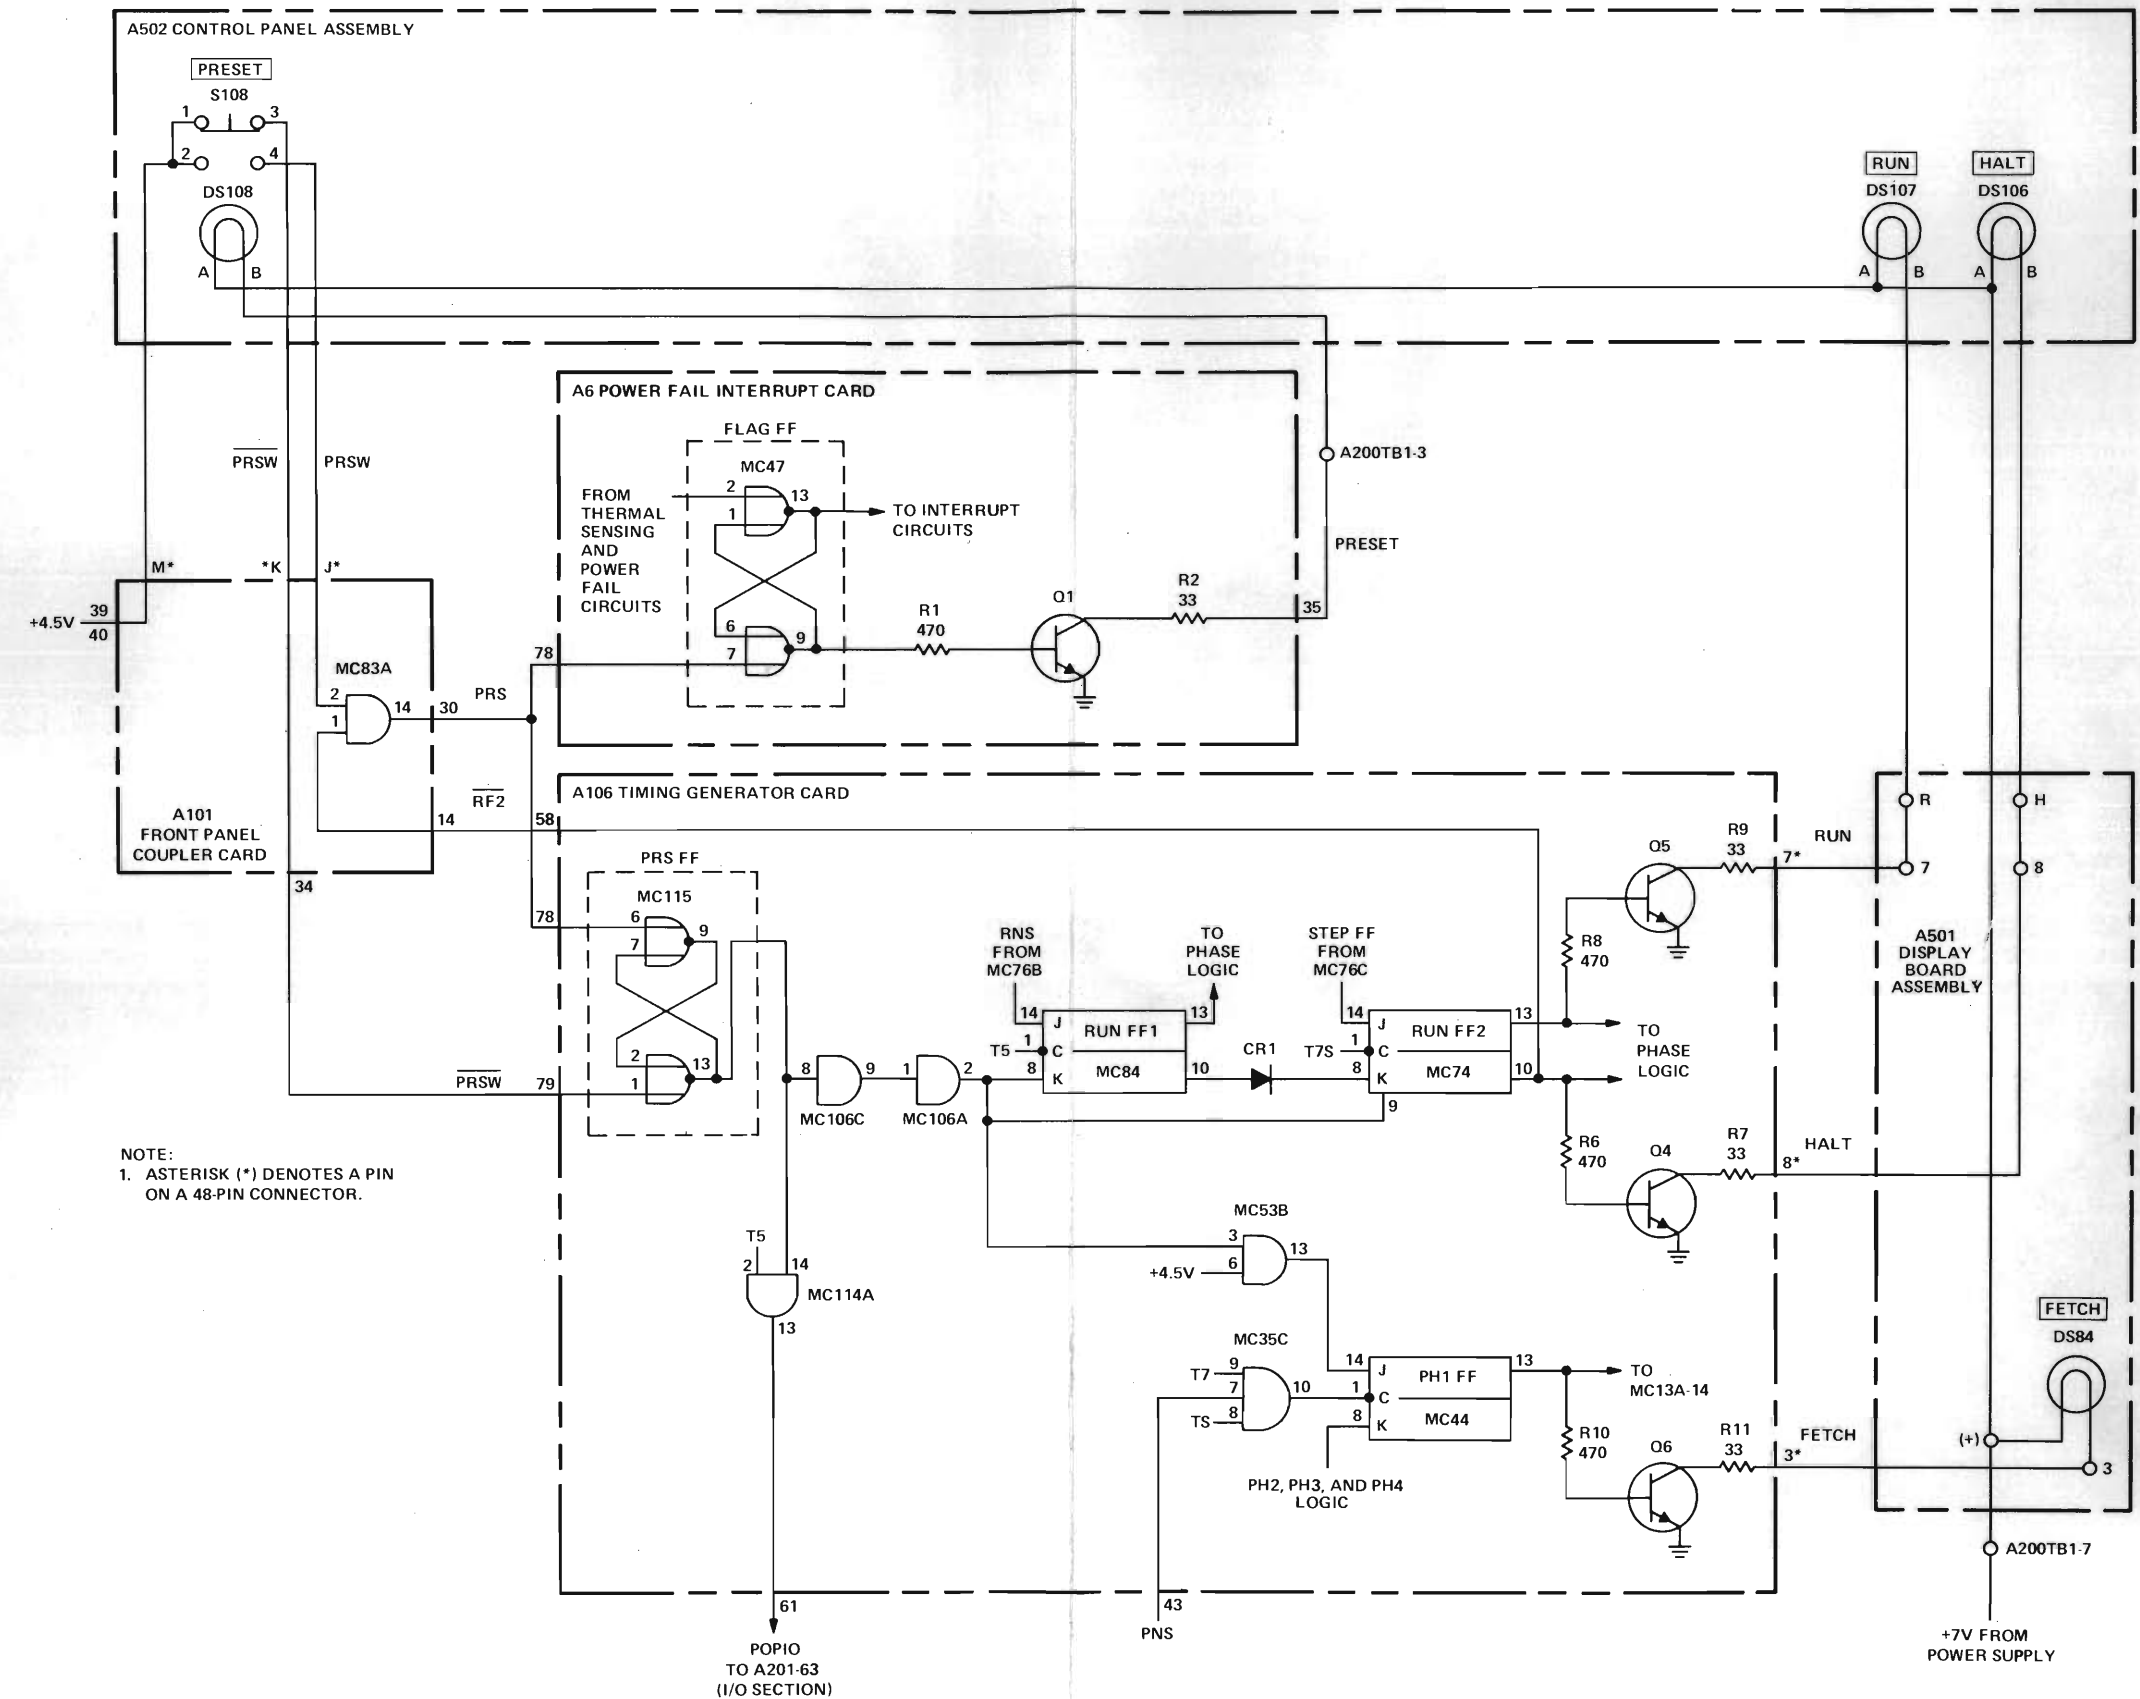 A502 CONTROL PANEL ASSEMBLY
PRESET
S108
1
3
2
4
DS108
A
B
RUN
HALT
DS107
DS106
A
B
A
B
A6 POWER FAIL INTERRUPT CARD
FLAG FF
MC47
2
13
1
FROM
THERMAL
SENSING
AND
POWER
FAIL
CIRCUITS
TO INTERRUPT
CIRCUITS
6
9
7
78
R1
470
Q1
R2
33
35
A200TB1-3
PRESET
PRSW
PRSW
M*
*K
J*
+4.5V
39
40
MC83A
2
14
1
30
PRS
A101
FRONT PANEL
COUPLER CARD
RF2
14
58
34
A106 TIMING GENERATOR CARD
PRS FF
MC115
78
6
9
7
2
13
1
PRSW
79
8
9
MC106C
1
2
MC106A
RNS
FROM
MC76B
TO
PHASE
LOGIC
14
13
J
RUN FF1
T5
1
C
8
K
MC84
10
CR1
STEP FF
FROM
MC76C
14
13
J
RUN FF2
T7S
1
C
8
K
MC74
10
9
TO
PHASE
LOGIC
R8
470
Q5
R9
33
7*
RUN
R
H
7
8
A501
DISPLAY
BOARD
ASSEMBLY
R6
470
Q4
R7
33
8*
HALT
NOTE:
1. ASTERISK (*) DENOTES A PIN
ON A 48-PIN CONNECTOR.
T5
2
14
MC114A
13
MC53B
3
13
+4.5V
6
MC35C
T7
9
7
10
TS
8
14
13
J
PH1 FF
1
C
8
K
MC44
TO
MC13A-14
PH2, PH3, AND PH4
LOGIC
R10
470
Q6
R11
33
3*
FETCH
FETCH
DS84
(+)
3
A200TB1-7
+7V FROM
POWER SUPPLY
61
POPIO
TO A201-63
(I/O SECTION)
43
PNS